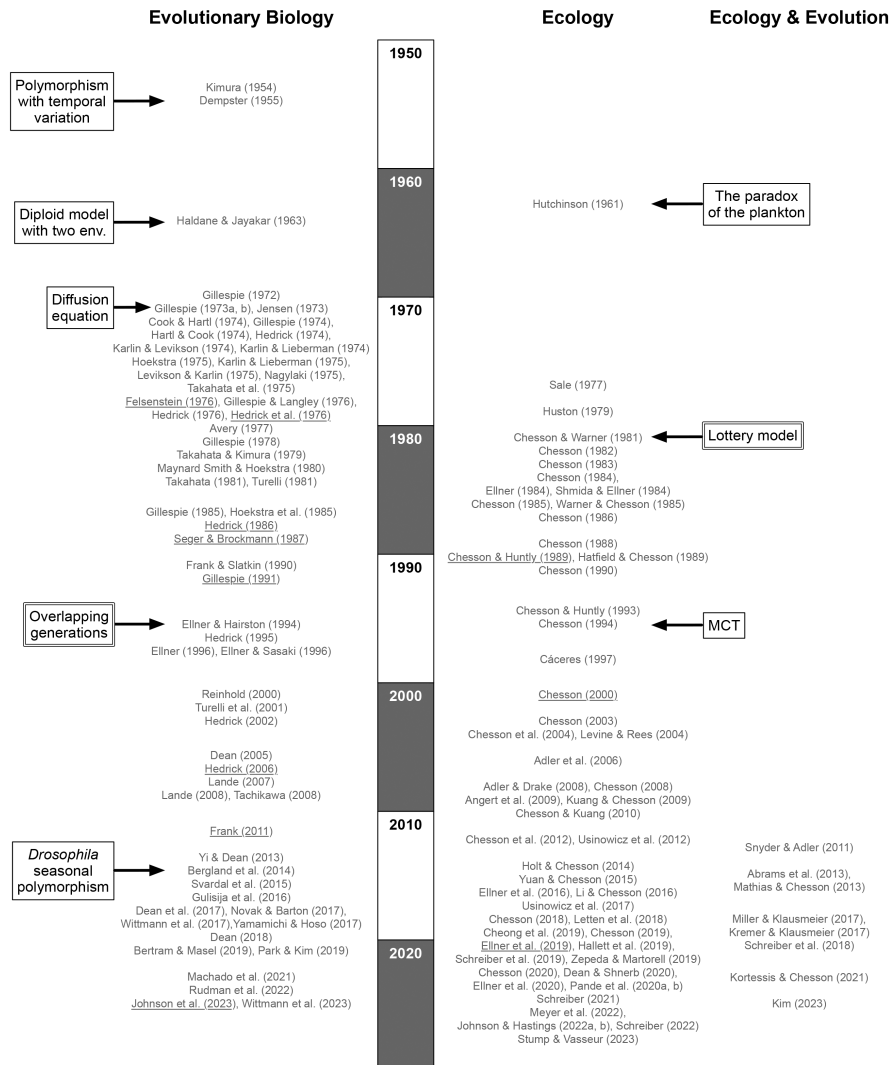 Evolutionary Biology
Ecology
Ecology & Evolution
1950
1960
1970
1980
1990
2000
2010
2020
Polymorphism
with temporal
variation
Kimura (1954)
Dempster (1955)
Diploid model
with two env.
Haldane & Jayakar (1963)
Diffusion
equation
Gillespie (1972)
Gillespie (1973a, b), Jensen (1973)
Cook & Hartl (1974), Gillespie (1974),
Hartl & Cook (1974), Hedrick (1974),
Karlin & Levikson (1974), Karlin & Lieberman (1974)
Hoekstra (1975), Karlin & Lieberman (1975),
Levikson & Karlin (1975), Nagylaki (1975),
Takahata et al. (1975)
Felsenstein (1976), Gillespie & Langley (1976),
Hedrick (1976), Hedrick et al. (1976)
Avery (1977)
Gillespie (1978)
Takahata & Kimura (1979)
Maynard Smith & Hoekstra (1980)
Takahata (1981), Turelli (1981)
Gillespie (1985), Hoekstra et al. (1985)
Hedrick (1986)
Seger & Brockmann (1987)
Frank & Slatkin (1990)
Gillespie (1991)
Overlapping
generations
Ellner & Hairston (1994)
Hedrick (1995)
Ellner (1996), Ellner & Sasaki (1996)
Reinhold (2000)
Turelli et al. (2001)
Hedrick (2002)
Dean (2005)
Hedrick (2006)
Lande (2007)
Lande (2008), Tachikawa (2008)
Frank (2011)
Drosophila
seasonal
polymorphism
Yi & Dean (2013)
Bergland et al. (2014)
Svardal et al. (2015)
Gulisija et al. (2016)
Dean et al. (2017), Novak & Barton (2017),
Wittmann et al. (2017),Yamamichi & Hoso (2017)
Dean (2018)
Bertram & Masel (2019), Park & Kim (2019)
Machado et al. (2021)
Rudman et al. (2022)
Johnson et al. (2023), Wittmann et al. (2023)
Hutchinson (1961)
The paradox
of the plankton
Sale (1977)
Huston (1979)
Chesson & Warner (1981)
Lottery model
Chesson (1982)
Chesson (1983)
Chesson (1984),
Ellner (1984), Shmida & Ellner (1984)
Chesson (1985), Warner & Chesson (1985)
Chesson (1986)
Chesson (1988)
Chesson & Huntly (1989), Hatfield & Chesson (1989)
Chesson (1990)
Chesson & Huntly (1993)
Chesson (1994)
MCT
Cáceres (1997)
Chesson (2000)
Chesson (2003)
Chesson et al. (2004), Levine & Rees (2004)
Adler et al. (2006)
Adler & Drake (2008), Chesson (2008)
Angert et al. (2009), Kuang & Chesson (2009)
Chesson & Kuang (2010)
Chesson et al. (2012), Usinowicz et al. (2012)
Holt & Chesson (2014)
Yuan & Chesson (2015)
Ellner et al. (2016), Li & Chesson (2016)
Usinowicz et al. (2017)
Chesson (2018), Letten et al. (2018)
Cheong et al. (2019), Chesson (2019),
Ellner et al. (2019), Hallett et al. (2019),
Schreiber et al. (2019), Zepeda & Martorell (2019)
Chesson (2020), Dean & Shnerb (2020),
Ellner et al. (2020), Pande et al. (2020a, b)
Schreiber (2021)
Meyer et al. (2022),
Johnson & Hastings (2022a, b), Schreiber (2022)
Stump & Vasseur (2023)
Snyder & Adler (2011)
Abrams et al. (2013),
Mathias & Chesson (2013)
Miller & Klausmeier (2017),
Kremer & Klausmeier (2017)
Schreiber et al. (2018)
Kortessis & Chesson (2021)
Kim (2023)